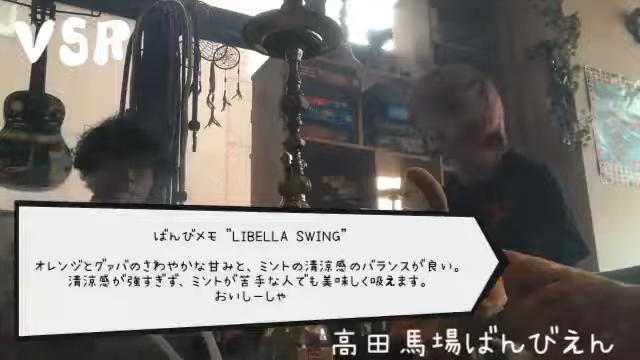 VSR
ばんびメモ "LIBELLA SWING"
オレンジとグァバのさわやかな甘みと、ミントの清涼感のバランスが良い。
清涼感が強すぎず、ミントが苦手な人でも美味しく吸えます。
おいしーしゃ
高田馬場ばんびえん